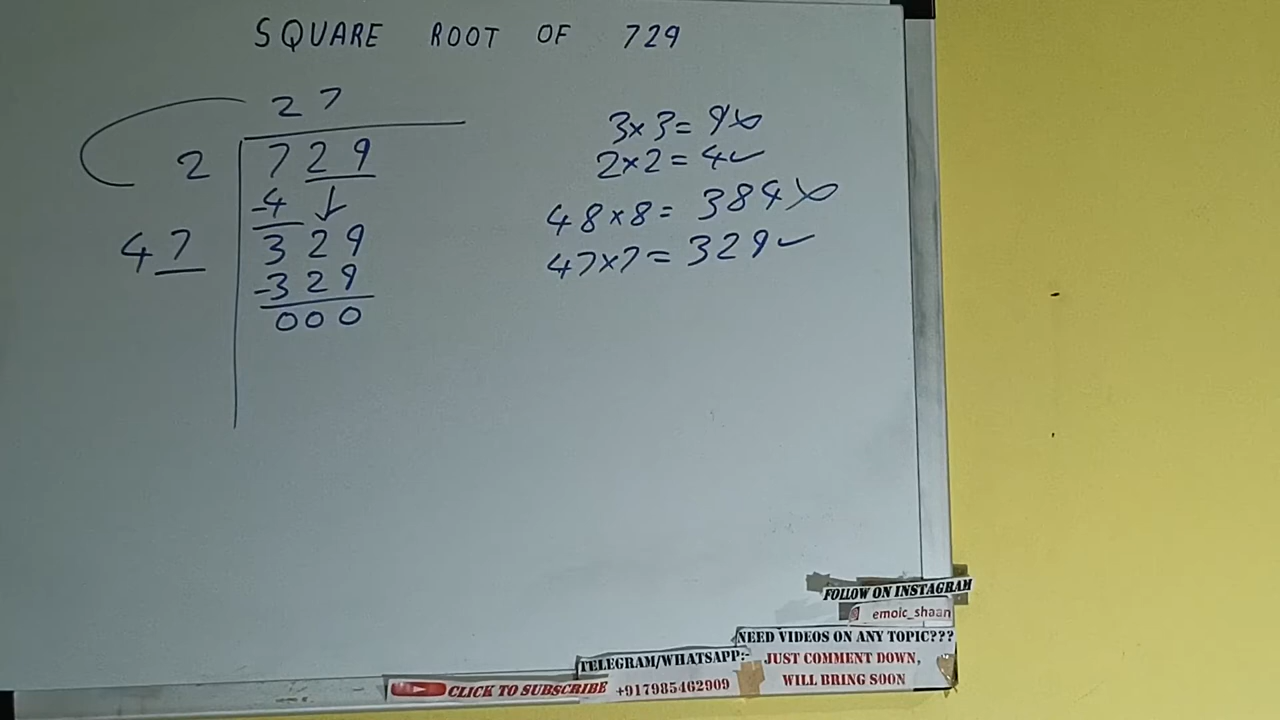 SQUARE ROOT OF 729
27
2 729
-4
47 329
-329
000
3×3=9
2×2=4✓
48×8=384
47×7=329✓
FOLLOW ON INSTAGRAM
emoic_shaan
NEED VIDEOS ON ANY TOPIC???
JUST COMMENT DOWN,
WILL BRING SOON
TELEGRAM/WHATSAPP:-
+917985462909
CLICK TO SUBSCRIBE